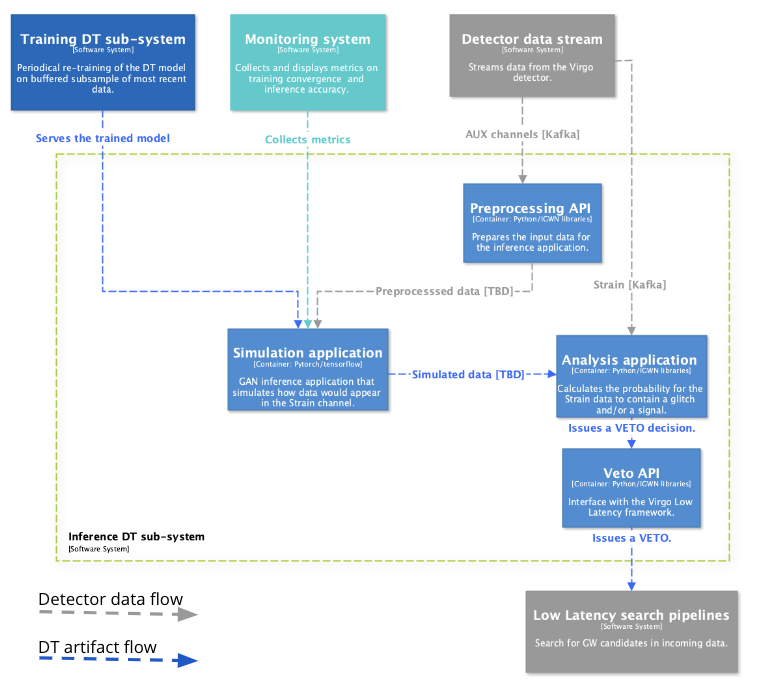 Training DT sub-system
[Software System]
Periodical re-training of the DT model
on buffered subsample of most recent
data.
Monitoring system
[Software System]
Collects and displays metrics on
training convergence and
inference accuracy.
Detector data stream
[Software System]
Streams data from the Virgo
detector.
Serves the trained model
Collects metrics
AUX channels [Kafka]
Preprocessing API
[Container: Python/IGWN libraries]
Prepares the input data for
the inference application.
Preprocesssed data [TBD]
Strain [Kafka]
Simulation application
[Container: Pytorch/tensorflow]
GAN inference application that
simulates how data would appear
in the Strain channel.
Simulated data [TBD]
Analysis application
[Container: Python/IGWN libraries]
Calculates the probability for the
Strain data to contain a glitch
and/or a signal.
Issues a VETO decision.
Veto API
[Container: Python/IGWN libraries]
Interface with the Virgo Low
Latency framework.
Inference DT sub-system
[Software System]
Issues a VETO.
Low Latency search pipelines
[Software System]
Search for GW candidates in incoming data.
Detector data flow
DT artifact flow